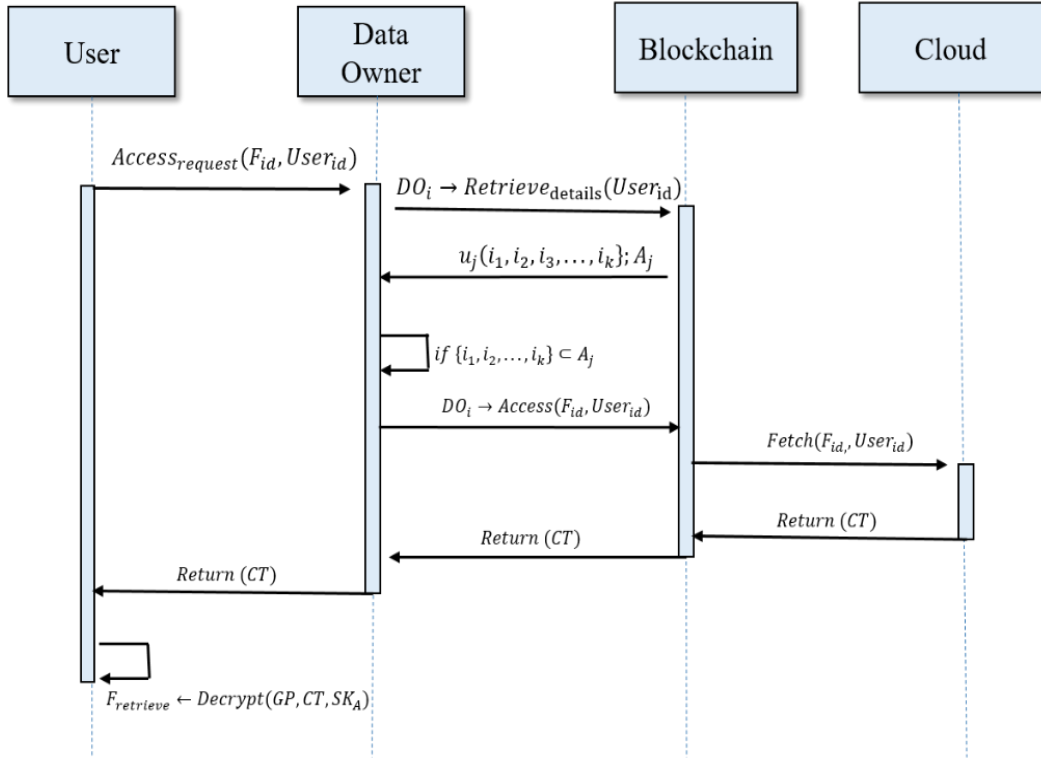 User
Data
Owner
Blockchain
Cloud
Access_request(F_id, User_id)
DO_i → Retrieve_details(User_id)
u_j(i_1, i_2, i_3, ..., i_k}; A_j
if {i_1, i_2, ..., i_k} ⊂ A_j
DO_i → Access(F_id, User_id)
Fetch(F_id,, User_id)
Return (CT)
Return (CT)
Return (CT)
F_retrieve ← Decrypt(GP, CT, SK_A)